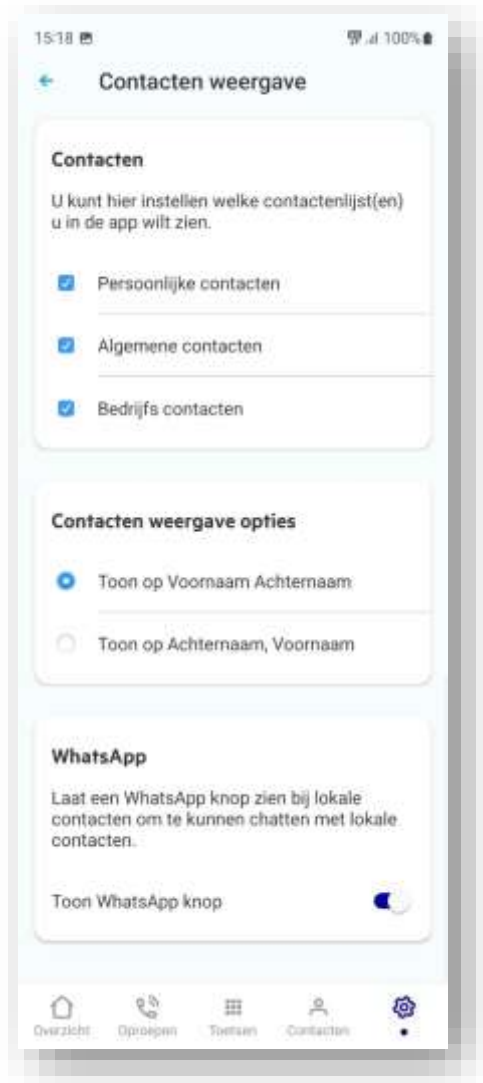 15:18
100%
Contacten weergave
Contacten
U kunt hier instellen welke contactenlijst(en)
u in de app wilt zien.
Persoonlijke contacten
Algemene contacten
Bedrijfs contacten
Contacten weergave opties
Toon op Voornaam Achternaam
Toon op Achternaam, Voornaam
WhatsApp
Laat een WhatsApp knop zien bij lokale
contacten om te kunnen chatten met lokale
contacten.
Toon WhatsApp knop
Overzicht Oproepen Toetsen Contacten